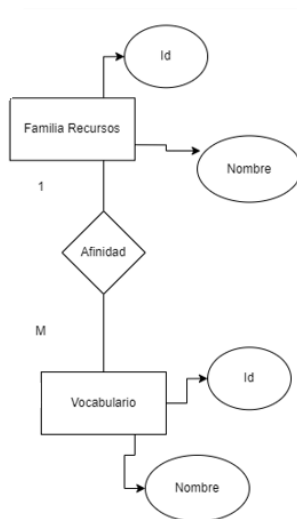 Id
Familia Recursos
Nombre
1
Afinidad
M
Id
Vocabulario
Nombre